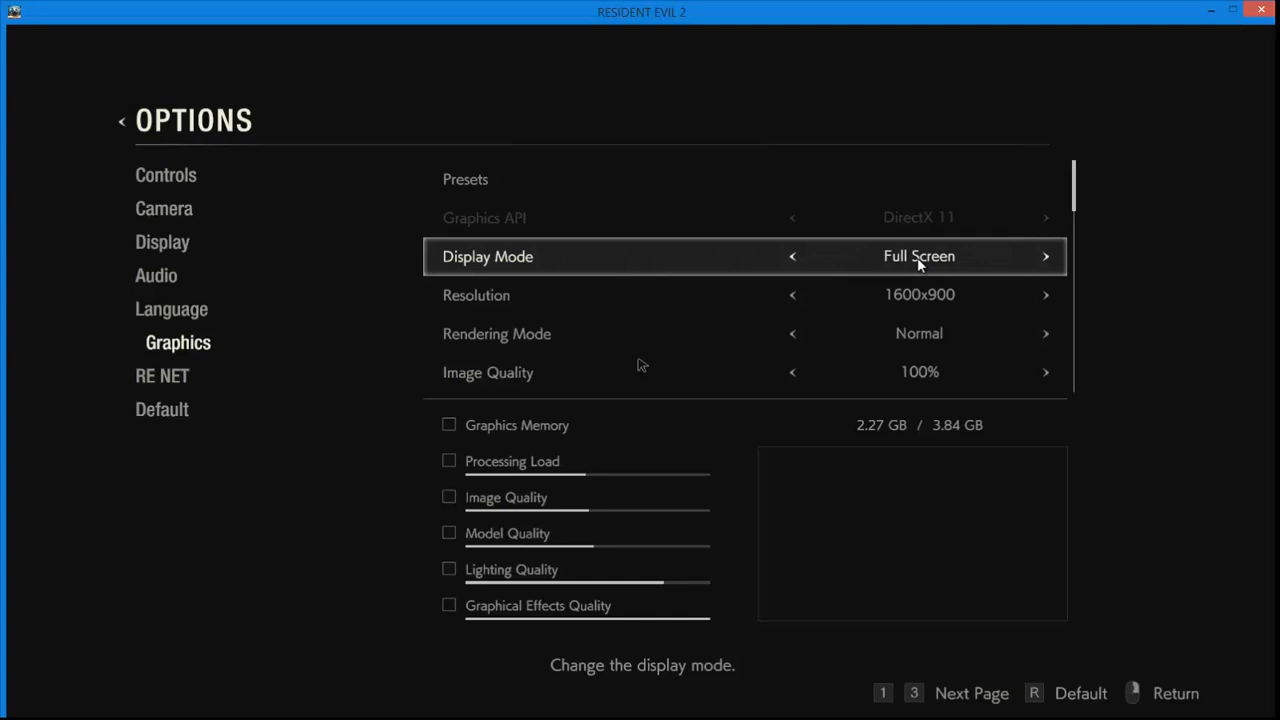 RESIDENT EVIL 2
OPTIONS
Controls
Camera
Display
Audio
Language
Graphics
RE NET
Default
Presets
Graphics API DirectX 11
Display Mode Full Screen
Resolution 1600x900
Rendering Mode Normal
Image Quality 100%
Graphics Memory 2.27 GB / 3.84 GB
Processing Load
Image Quality
Model Quality
Lighting Quality
Graphical Effects Quality
Change the display mode.
1 3 Next Page R Default Return